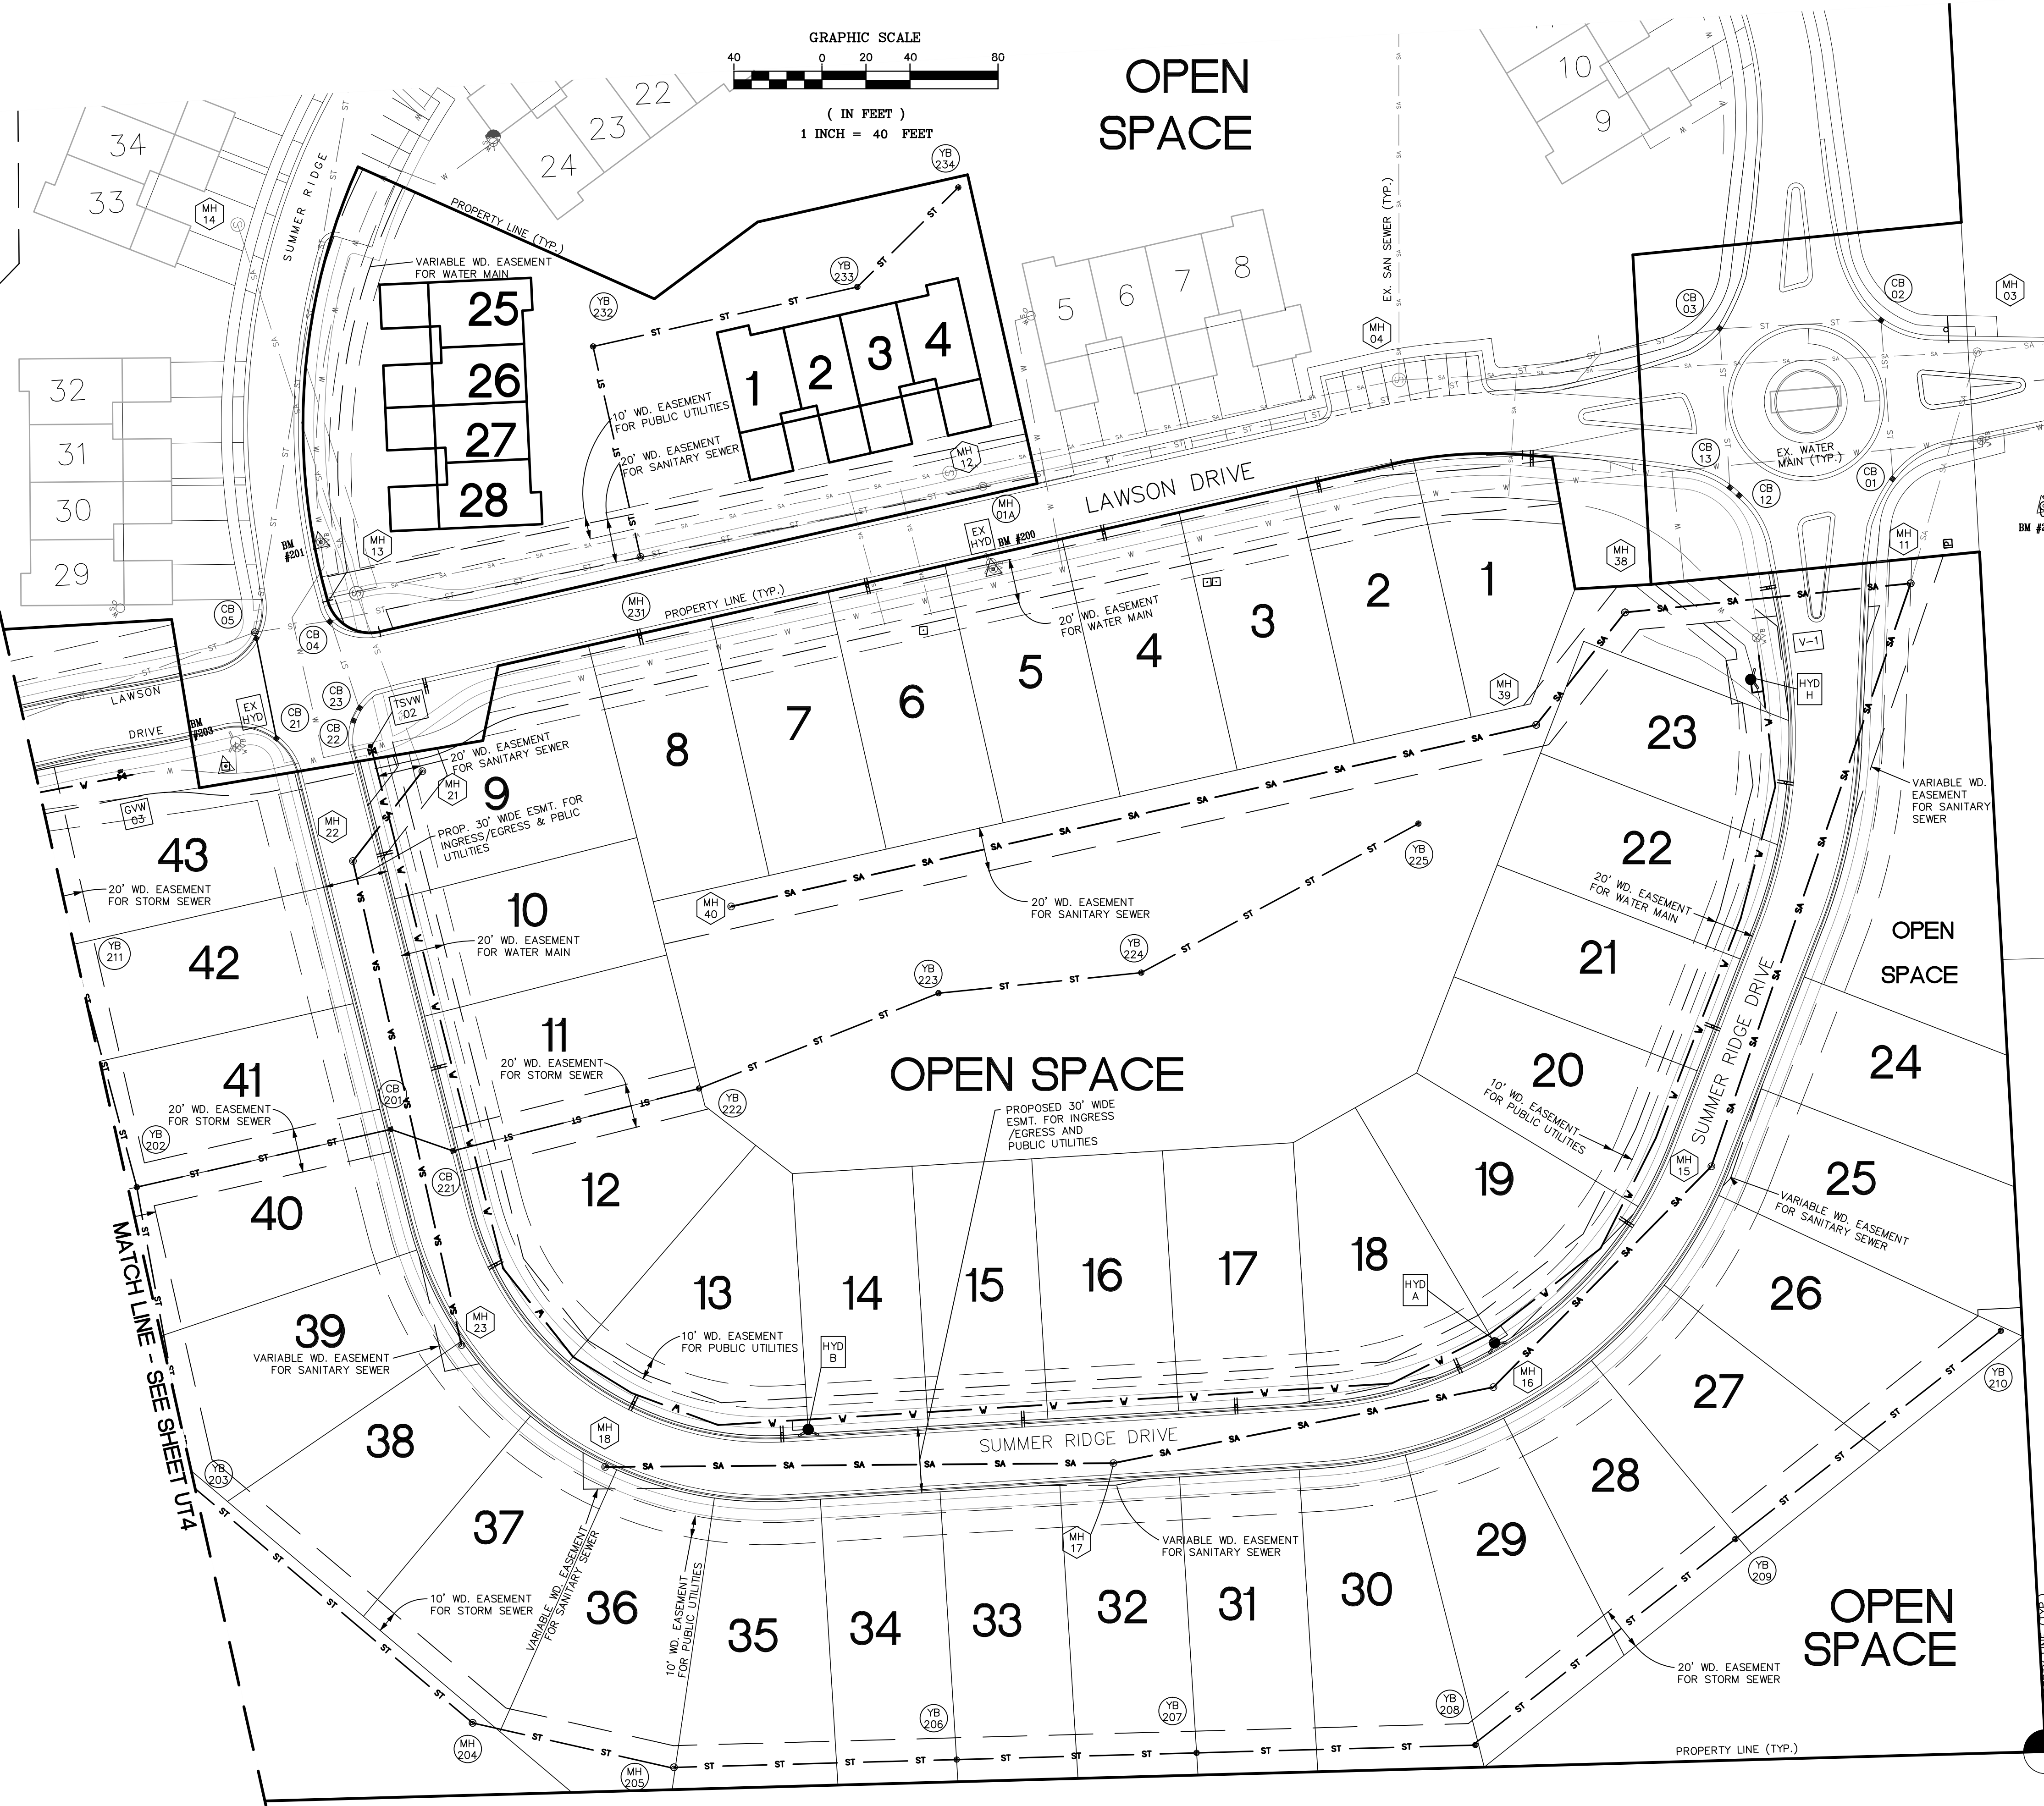 GRAPHIC SCALE
40 0 20 40 80
( IN FEET )
1 INCH = 40 FEET
OPEN
SPACE
34
33
MH
14
SUMMER RIDGE
22
23
24
10
9
YB
234
PROPERTY LINE (TYP.)
VARIABLE WD. EASEMENT
FOR WATER MAIN
YB
233
YB
232
EX. SAN SEWER (TYP.)
5
6
7
8
MH
04
CB
03
CB
02
MH
03
25
26
27
28
1
2
3
4
32
31
30
29
10' WD. EASEMENT
FOR PUBLIC UTILITIES
20' WD. EASEMENT
FOR SANITARY SEWER
MH
12
MH
01A
LAWSON DRIVE
CB
13
EX. WATER
MAIN (TYP.)
CB
12
CB
01
BM
#201
MH
13
EX
HYD
BM #200
MH
38
MH
11
CB
05
CB
04
MH
231
PROPERTY LINE (TYP.)
20' WD. EASEMENT
FOR WATER MAIN
1
2
3
4
5
6
7
8
V-1
HYD
H
LAWSON
DRIVE
BM
#203
EX
HYD
CB
21
CB
23
CB
22
TSVW
02
MH
39
23
20' WD. EASEMENT
FOR SANITARY SEWER
MH
21
9
GVW
03
MH
22
PROP. 30' WIDE ESMT. FOR
INGRESS/EGRESS & PBLIC
UTILITIES
VARIABLE WD.
EASEMENT
FOR SANITARY
SEWER
43
20' WD. EASEMENT
FOR STORM SEWER
22
20' WD. EASEMENT
FOR WATER MAIN
YB
225
MH
40
20' WD. EASEMENT
FOR SANITARY SEWER
10
20' WD. EASEMENT
FOR WATER MAIN
YB
211
42
YB
224
YB
223
21
OPEN
SPACE
11
20' WD. EASEMENT
FOR STORM SEWER
SUMMER RIDGE DRIVE
41
20' WD. EASEMENT
FOR STORM SEWER
CB
201
YB
202
YB
222
OPEN SPACE
PROPOSED 30' WIDE
ESMT. FOR INGRESS
/EGRESS AND
PUBLIC UTILITIES
20
10' WD. EASEMENT
FOR PUBLIC UTILITIES
24
CB
221
MH
15
12
19
25
VARIABLE WD. EASEMENT
FOR SANITARY SEWER
40
MATCH LINE - SEE SHEET UT4
13
14
15
16
17
18
HYD
A
26
39
VARIABLE WD. EASEMENT
FOR SANITARY SEWER
MH
23
10' WD. EASEMENT
FOR PUBLIC UTILITIES
HYD
B
MH
16
YB
210
27
38
MH
18
SUMMER RIDGE DRIVE
YB
203
28
37
VARIABLE WD. EASEMENT
FOR SANITARY SEWER
MH
17
VARIABLE WD. EASEMENT
FOR SANITARY SEWER
29
YB
209
10' WD. EASEMENT
FOR STORM SEWER
10' WD. EASEMENT
FOR PUBLIC UTILITIES
36
35
34
33
32
31
30
OPEN
SPACE
20' WD. EASEMENT
FOR STORM SEWER
YB
206
YB
207
YB
208
MH
204
MH
205
PROPERTY LINE (TYP.)